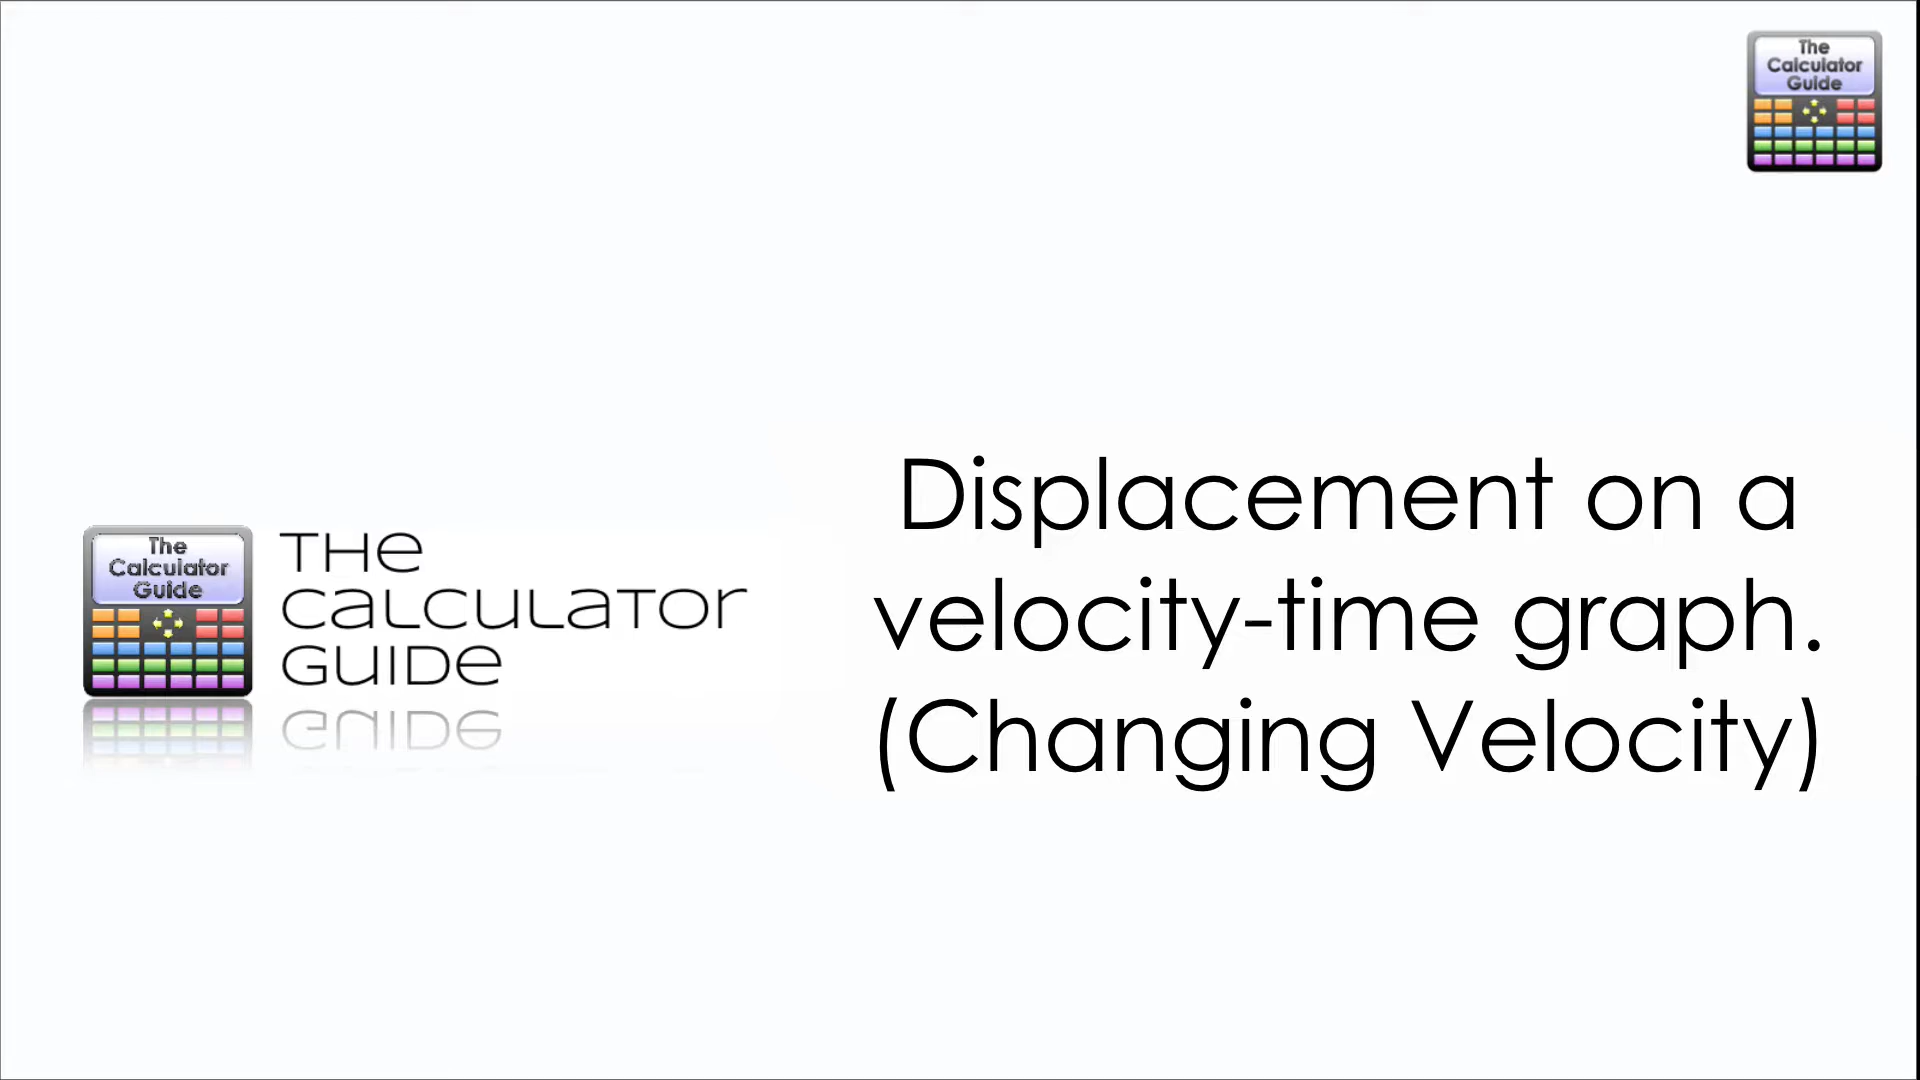 The
Calculator
Guide
The
Calculator
Guide
THe
CaLCULaTOr
GUIDe
Displacement on a
velocity-time graph.
(Changing Velocity)